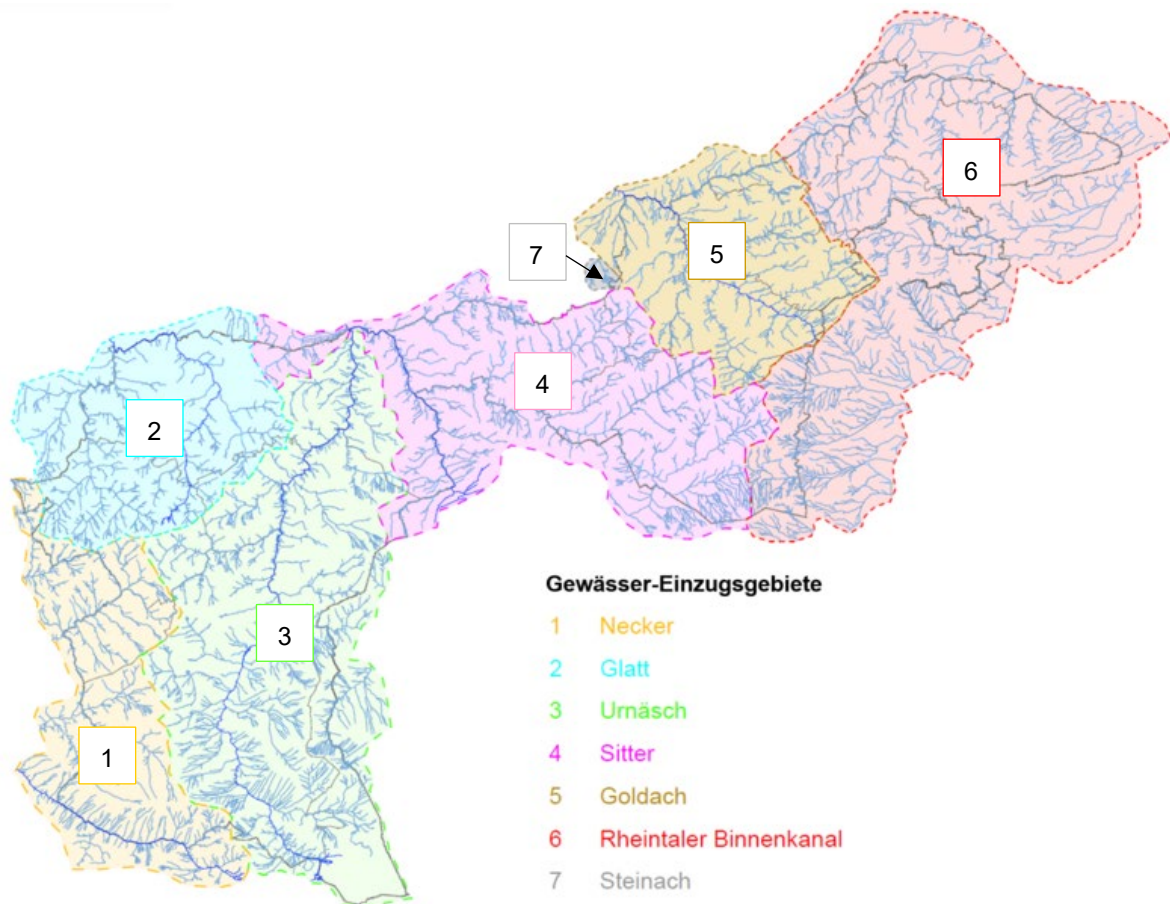 6
5
7
4
2
3
1
Gewässer-Einzugsgebiete
1 Necker
2 Glatt
3 Urnäsch
4 Sitter
5 Goldach
6 Rheintaler Binnenkanal
7 Steinach